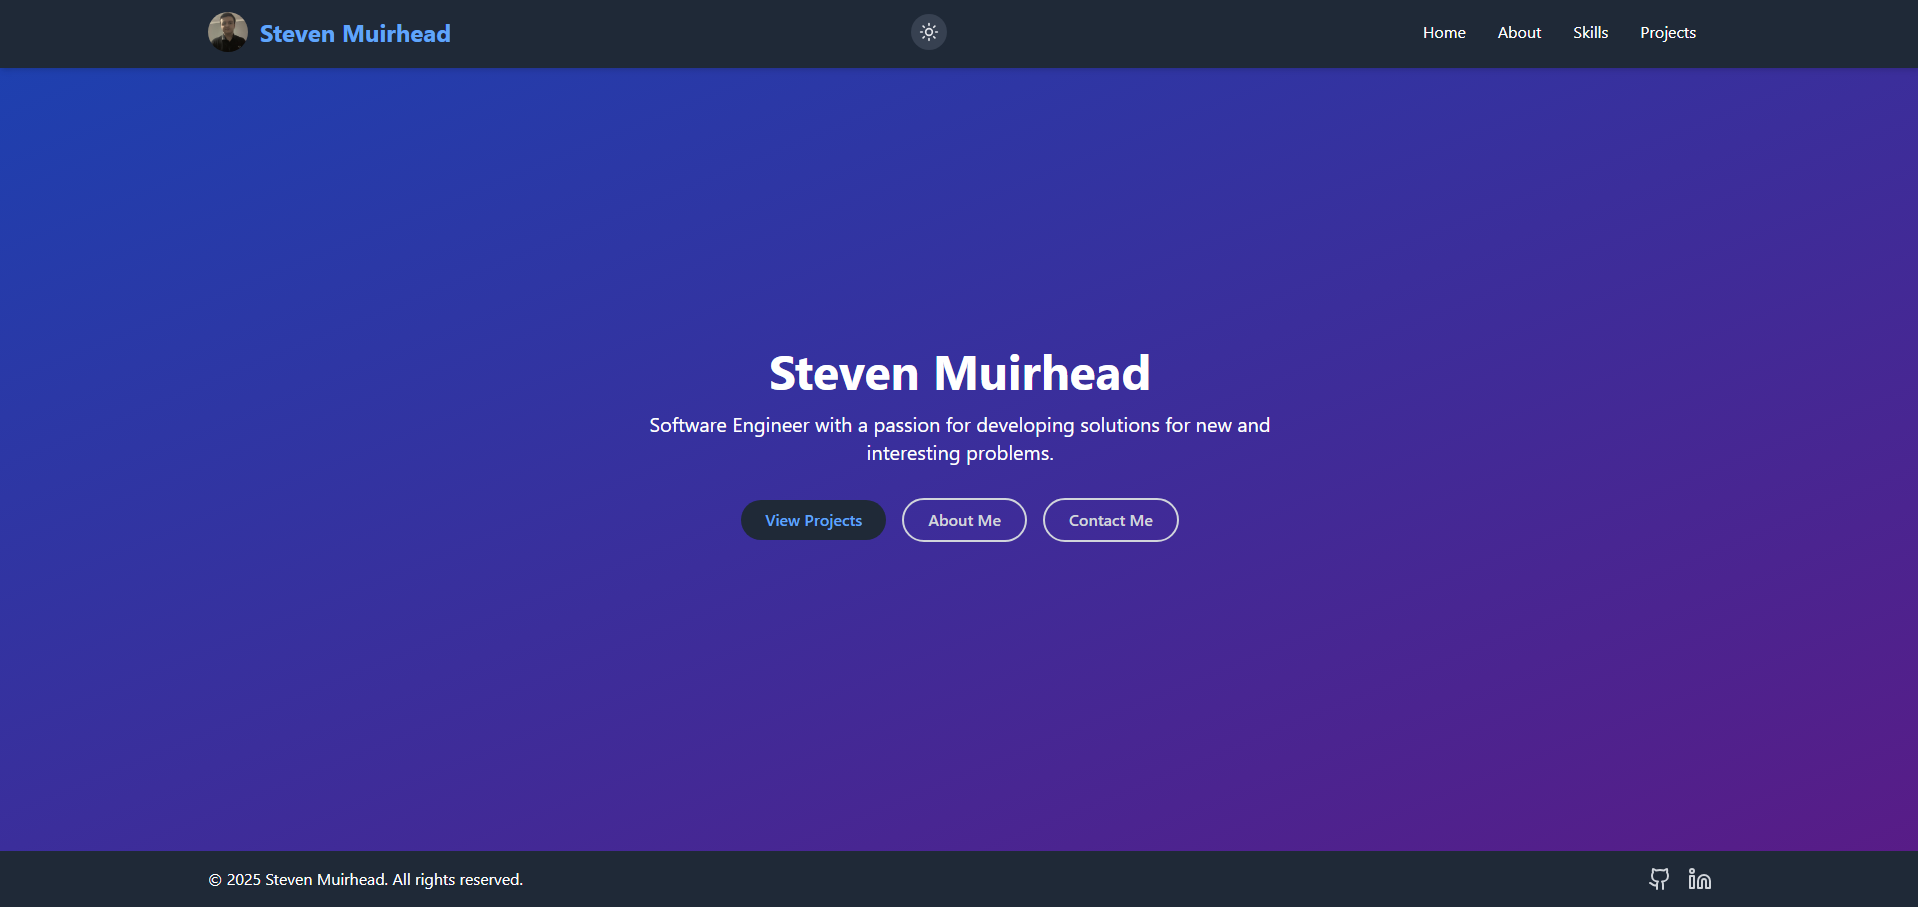 Steven Muirhead
Home
About
Skills
Projects
Steven Muirhead
Software Engineer with a passion for developing solutions for new and
interesting problems.
View Projects
About Me
Contact Me
© 2025 Steven Muirhead. All rights reserved.